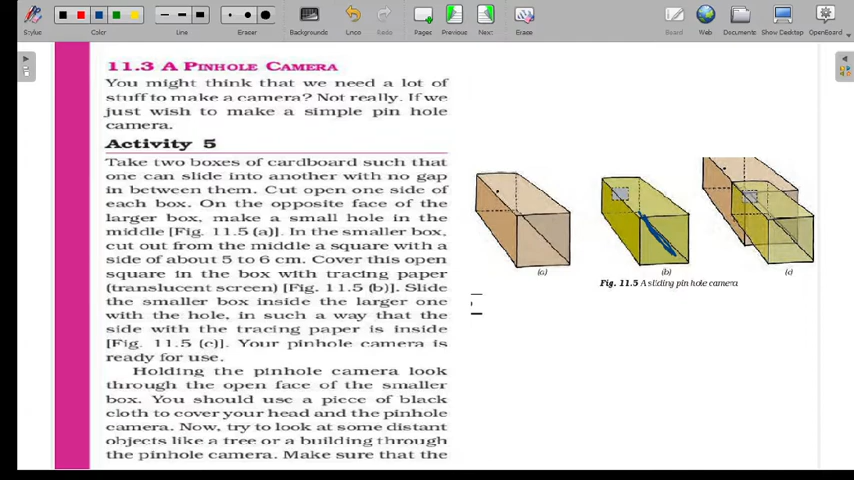 Stylus
Color
Line
Eraser
Backgrounds
Undo
Redo
Pages
Previous
Next
Erase
Board
Web
Documents
Show Desktop
OpenBoard
11.3 A PINHOLE CAMERA
You might think that we need a lot of
stuff to make a camera? Not really. If we
just wish to make a simple pin hole
camera.
Activity 5
Take two boxes of cardboard such that
one can slide into another with no gap
in between them. Cut open one side of
each box. On the opposite face of the
larger box, make a small hole in the
middle [Fig. 11.5 (a)]. In the smaller box,
cut out from the middle a square with a
side of about 5 to 6 cm. Cover this open
square in the box with tracing paper
(translucent screen) [Fig. 11.5 (b)]. Slide
the smaller box inside the larger one
with the hole, in such a way that the
side with the tracing paper is inside
[Fig. 11.5 (c)]. Your pinhole camera is
ready for use.
Holding the pinhole camera look
through the open face of the smaller
box. You should use a piece of black
cloth to cover your head and the pinhole
camera. Now, try to look at some distant
objects like a tree or a building through
the pinhole camera. Make sure that the
(a)
(b)
(c)
Fig. 11.5 A sliding pin hole camera